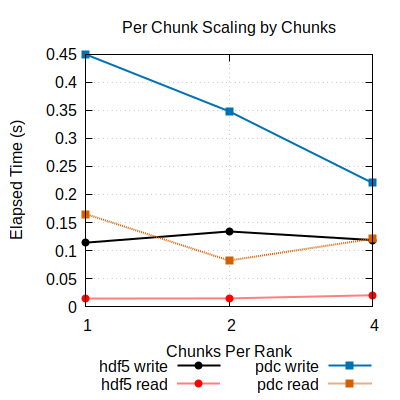 Per Chunk Scaling by Chunks
0.45
0.4
0.35
0.3
0.25
0.2
0.15
0.1
0.05
0
Elapsed Time (s)
1 2 4
Chunks Per Rank
hdf5 write pdc write
hdf5 read pdc read